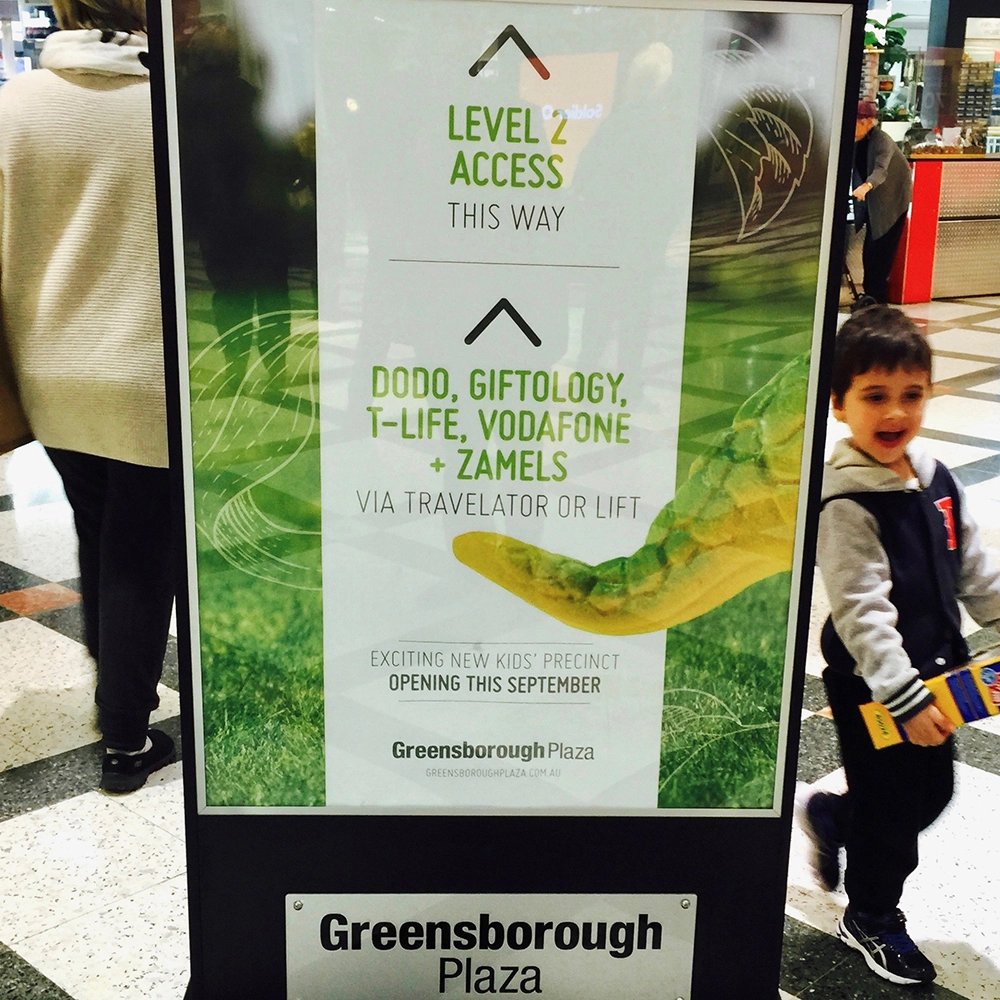 LEVEL 2
ACCESS
THIS WAY
DODO, GIFTOLOGY,
T-LIFE, VODAFONE
+ ZAMELS
VIA TRAVELATOR OR LIFT
EXCITING NEW KIDS' PRECINCT
OPENING THIS SEPTEMBER
Greensborough Plaza
GREENSBOROUGHPLAZA.COM.AU
Greensborough
Plaza